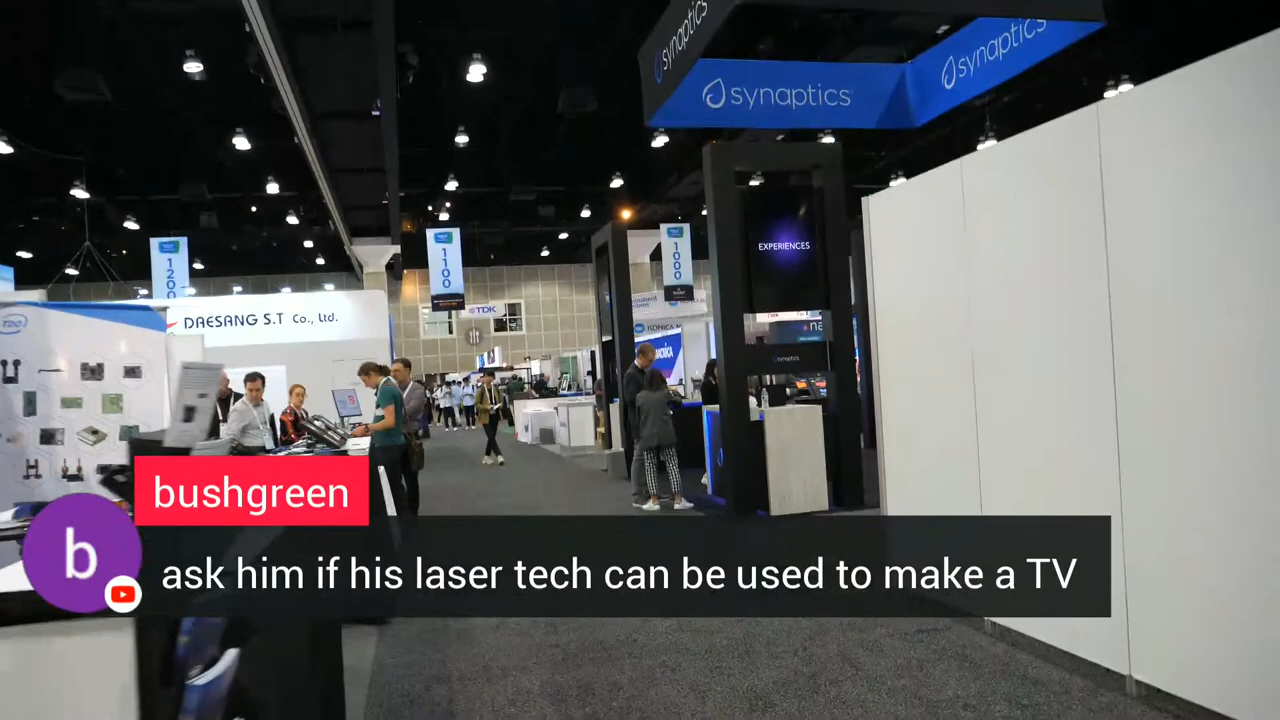 synaptics
synaptics
synaptics
EXPERIENCES
1200
1100
1000
TDK
DAESANG S.T Co., Ltd.
KONICA M
synaptics
bushgreen
b
ask him if his laser tech can be used to make a TV